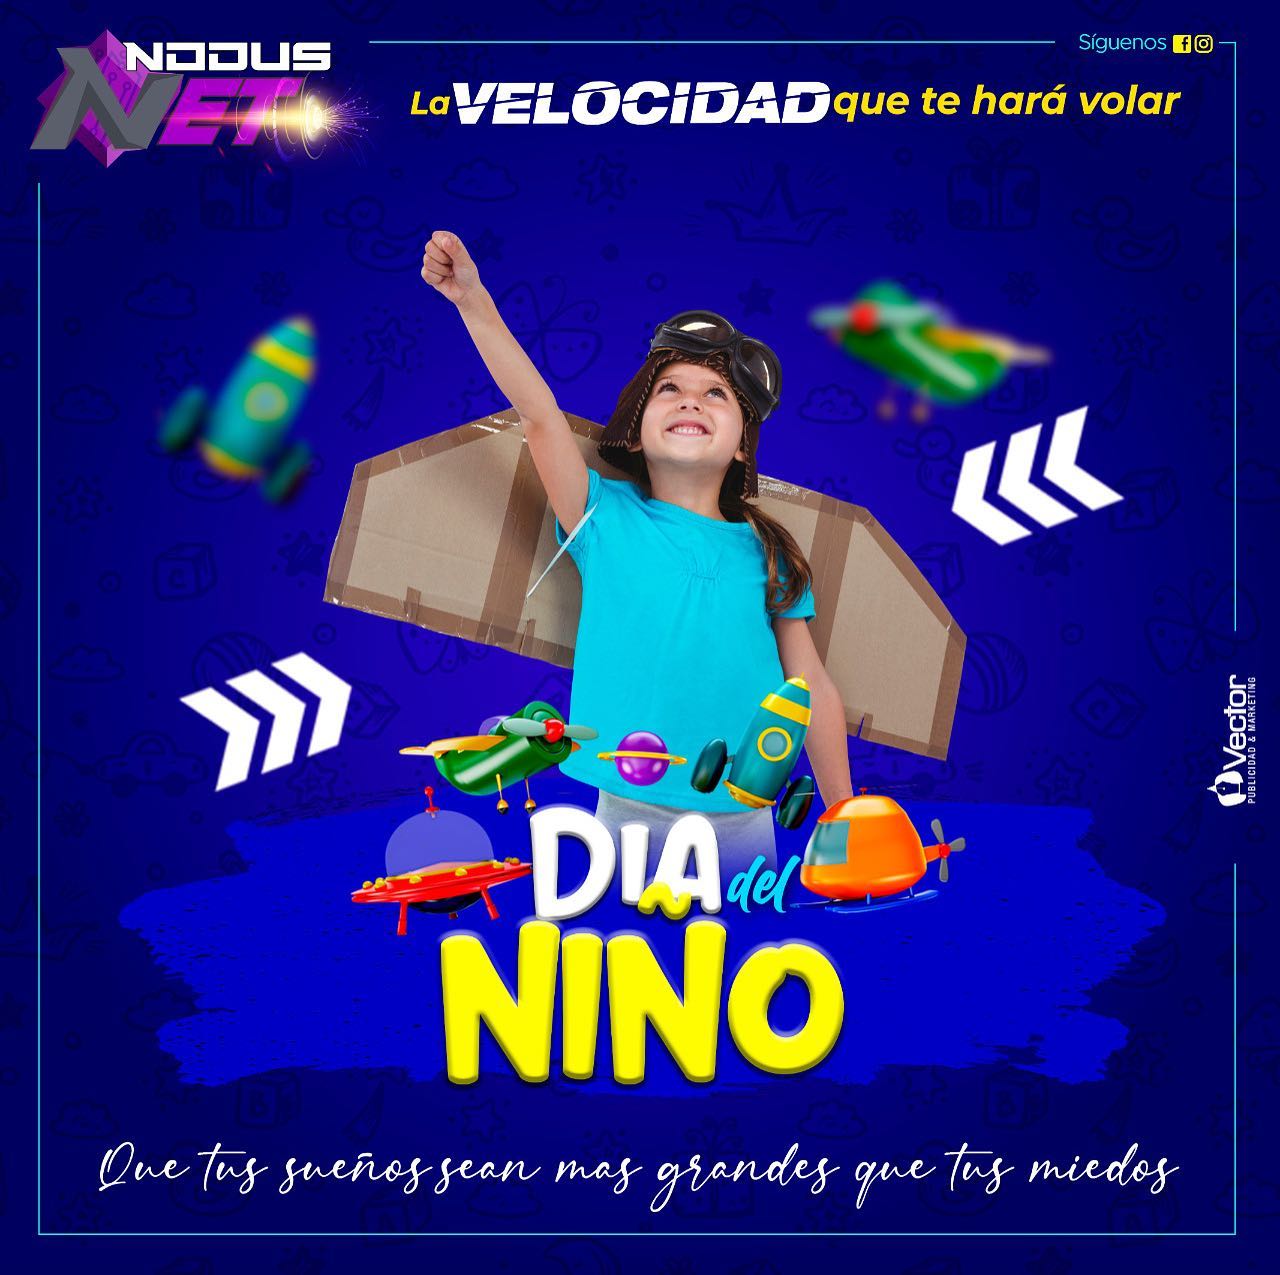 NODUS
NET
Síguenos
La VELOCIDAD que te hará volar
Vector
PUBLICIDAD & MARKETING
DIA del
NIÑO
Que tus sueños sean mas grandes que tus miedos